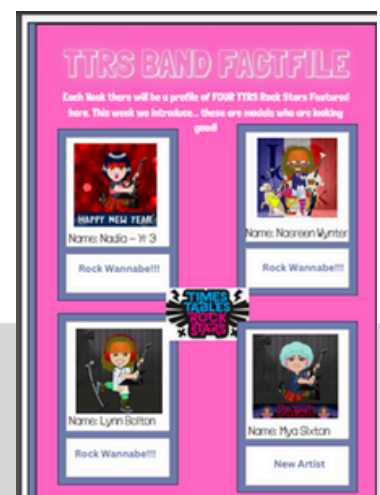 TTRS BAND FACTFILE
Each Week there will be a profile of FOUR TTRS Rock Stars Featured
here. This week we introduce... these are models who are looking
good!
HAPPY NEW YEAR
Name: Nadia – Yr 3
Rock Wannabe!!!
Name: Nasreen Wynter
Rock Wannabe!!!
TIMES
TABLES
ROCK
STARS
Name: Lynn Bolton
Rock Wannabe!!!
Name: Mya Sixton
New Artist